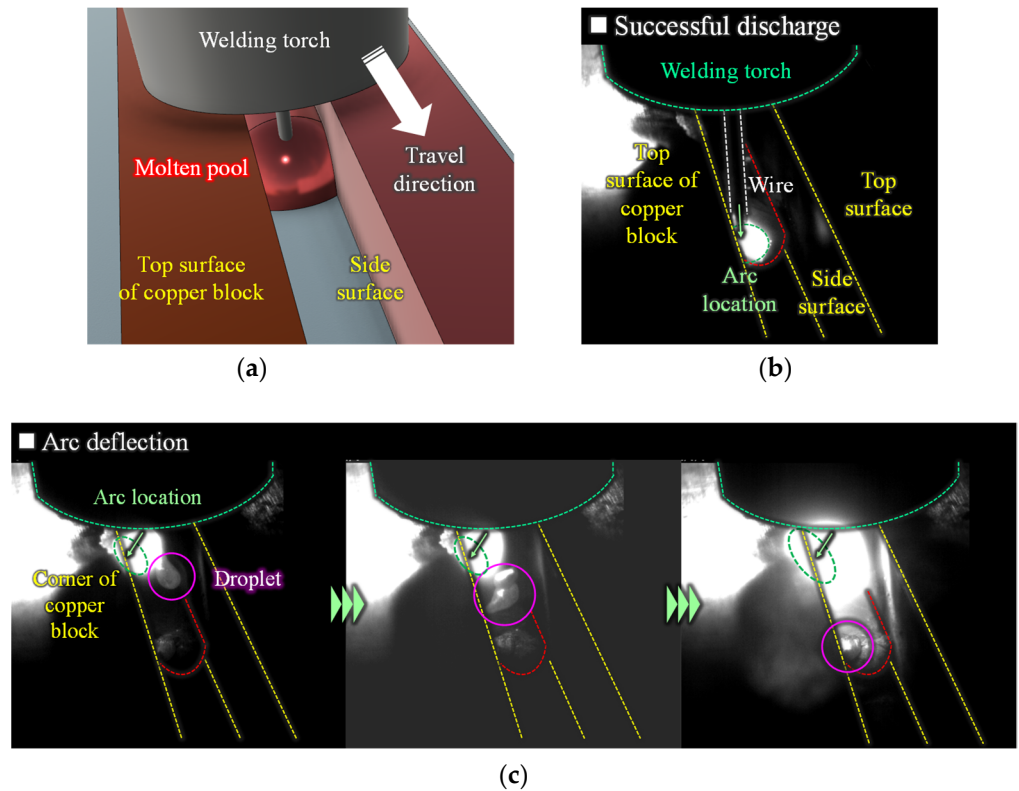 Welding torch
Molten pool
Travel
direction
Top surface
of copper block
Side
surface
(a)
Successful discharge
Welding torch
Top
surface of
copper
block
Wire
Top
surface
Arc
location
Side
surface
(b)
Arc deflection
Arc location
Corner of
copper
block
Droplet
(c)